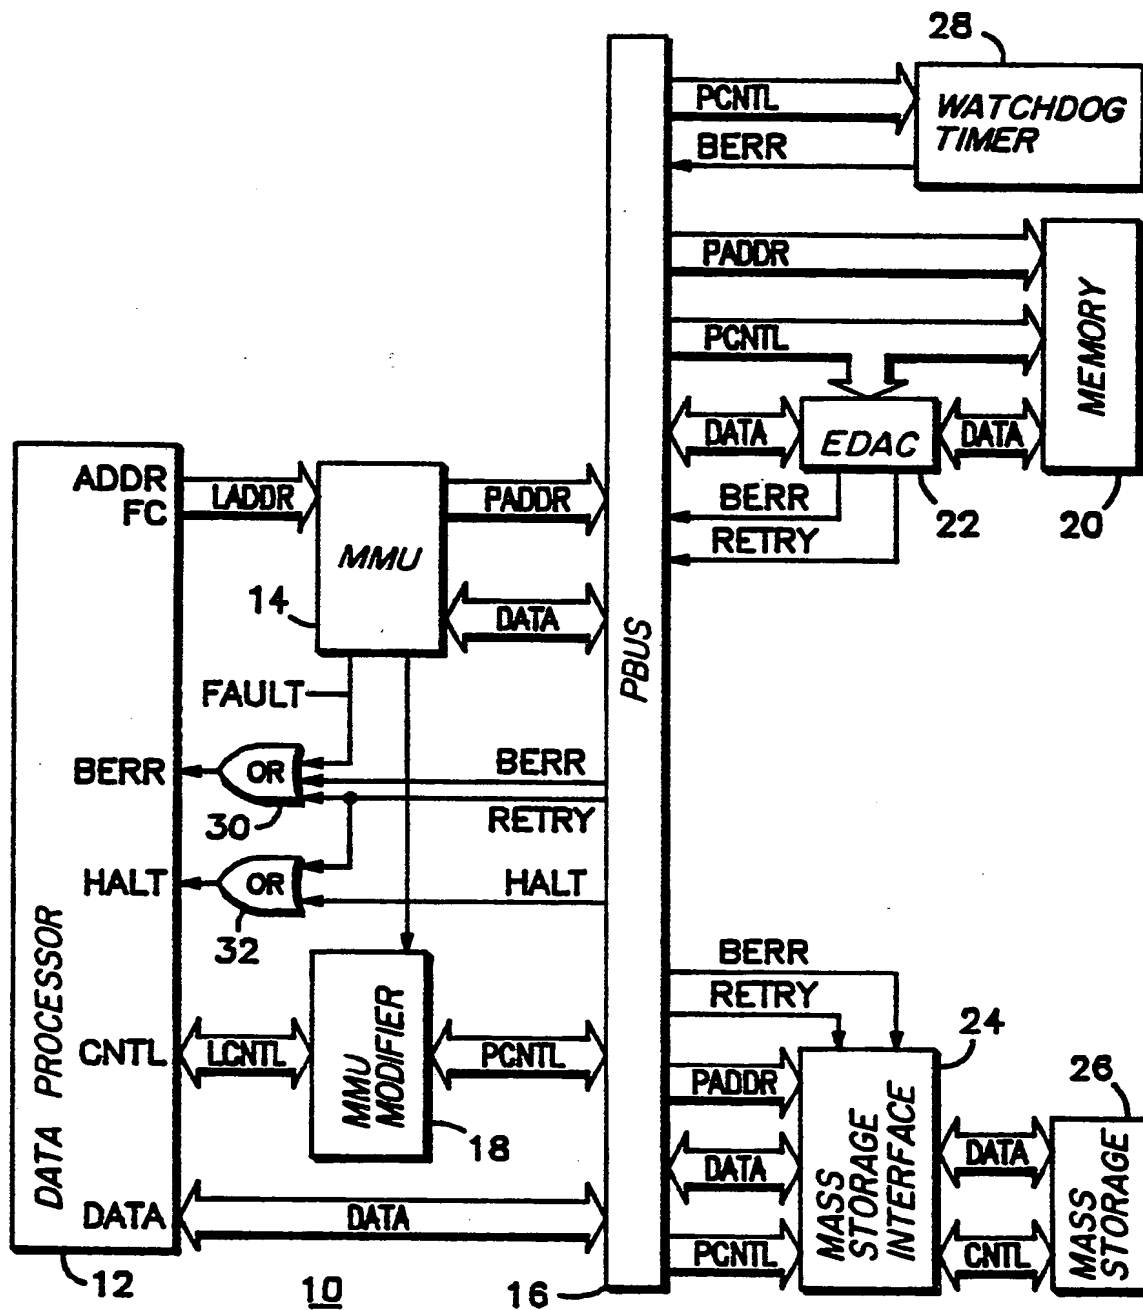 28
PCNTL
WATCHDOG
TIMER
BERR
PADDR
PCNTL
MEMORY
DATA
EDAC
DATA
ADDR
LADDR
PADDR
FC
BERR
22
20
MMU
RETRY
14
DATA
PBUS
FAULT
BERR
OR
BERR
30
RETRY
HALT
OR
HALT
32
DATA PROCESSOR
BERR
RETRY
24
CNTL
LCNTL
MMU
MODIFIER
PCNTL
PADDR
MASS
STORAGE
INTERFACE
26
18
DATA
DATA
MASS
STORAGE
DATA
DATA
PCNTL
CNTL
12
10
16